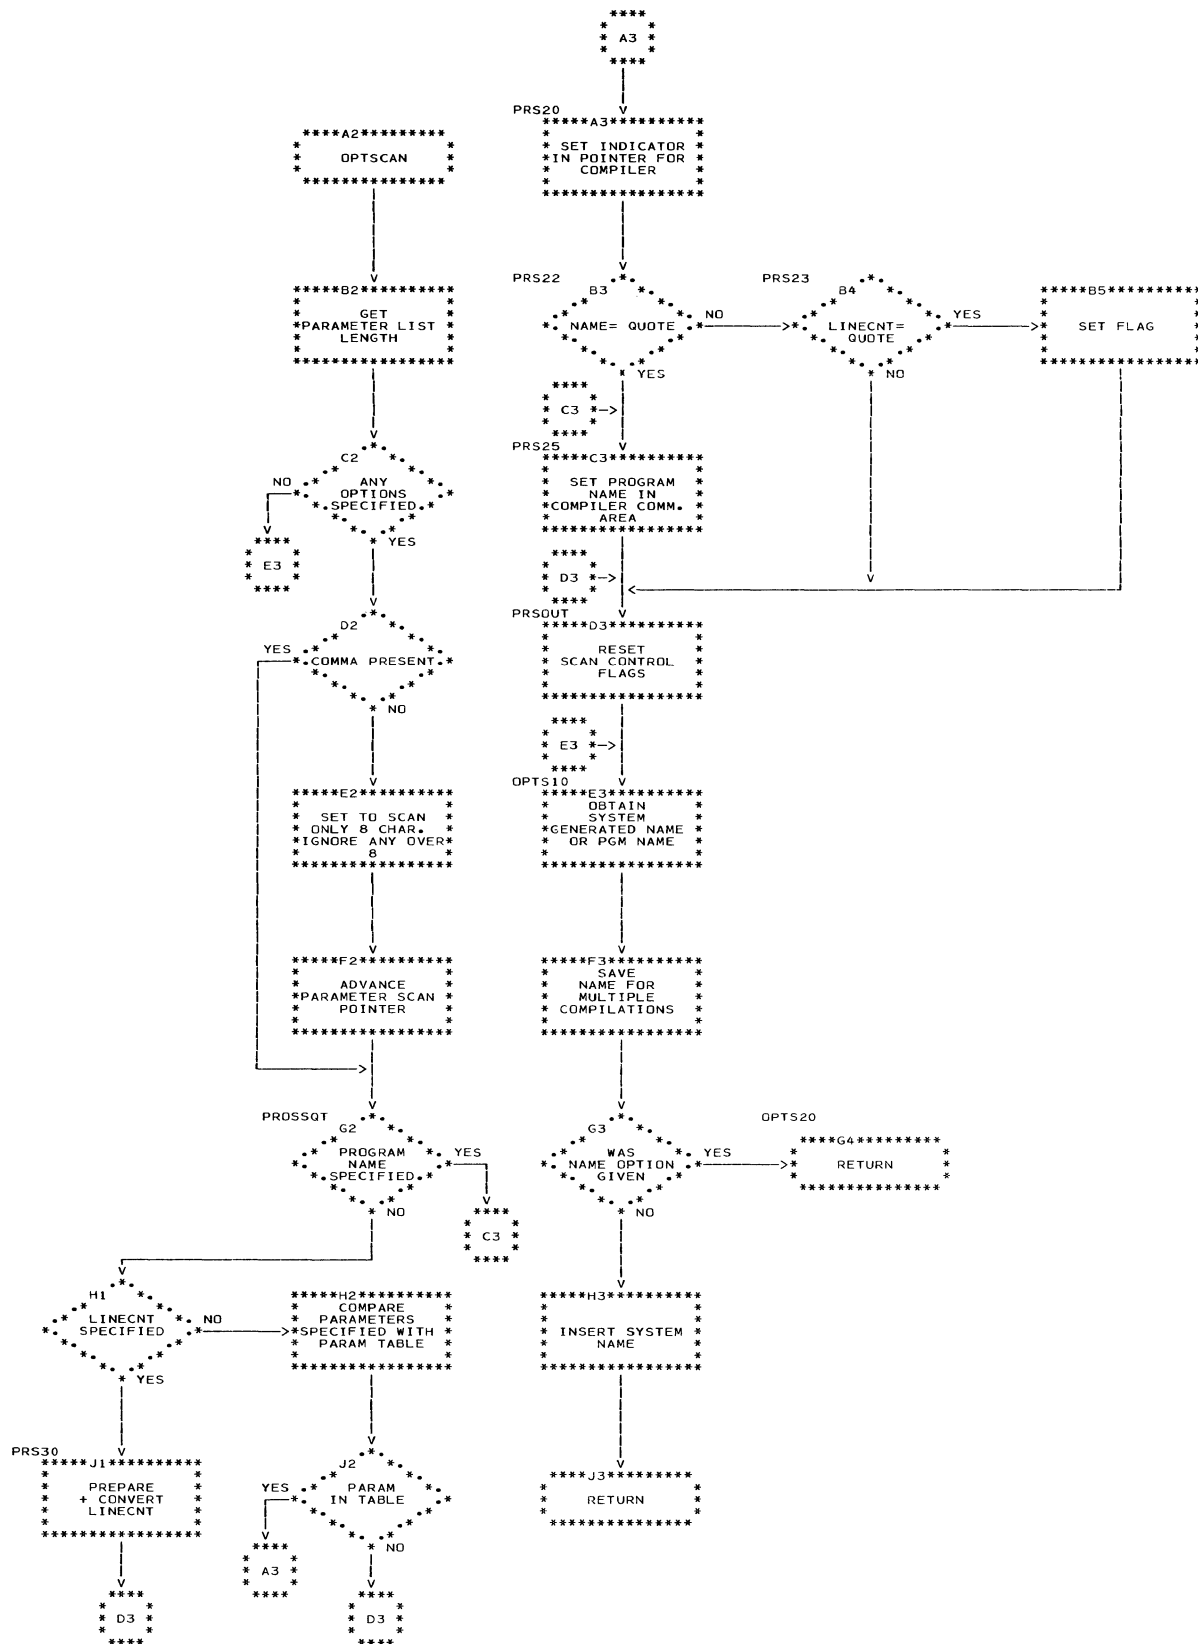 A3
PRS20
A3
SET INDICATOR
IN POINTER FOR
COMPILER
A2
OPTSCAN
B2
GET
PARAMETER LIST
LENGTH
PRS22
B3
NAME= QUOTE
NO
YES
PRS23
B4
LINECNT=
QUOTE
YES
NO
B5
SET FLAG
C3
PRS25
C3
SET PROGRAM
NAME IN
COMPILER COMM.
AREA
C2
ANY
OPTIONS
SPECIFIED
NO
YES
E3
D3
PRSOUT
D3
RESET
SCAN CONTROL
FLAGS
D2
COMMA PRESENT
YES
NO
E3
OPTS10
E3
OBTAIN
SYSTEM
GENERATED NAME
OR PGM NAME
E2
SET TO SCAN
ONLY 8 CHAR.
IGNORE ANY OVER
8
F2
ADVANCE
PARAMETER SCAN
POINTER
F3
SAVE
NAME FOR
MULTIPLE
COMPILATIONS
PROSSQT
G2
PROGRAM
NAME
SPECIFIED
YES
NO
C3
G3
WAS
NAME OPTION
GIVEN
YES
NO
OPTS20
G4
RETURN
H1
LINECNT
SPECIFIED
NO
YES
H2
COMPARE
PARAMETERS
SPECIFIED WITH
PARAM TABLE
H3
INSERT SYSTEM
NAME
PRS30
J1
PREPARE
+ CONVERT
LINECNT
J2
PARAM
IN TABLE
YES
NO
J3
RETURN
A3
D3
D3